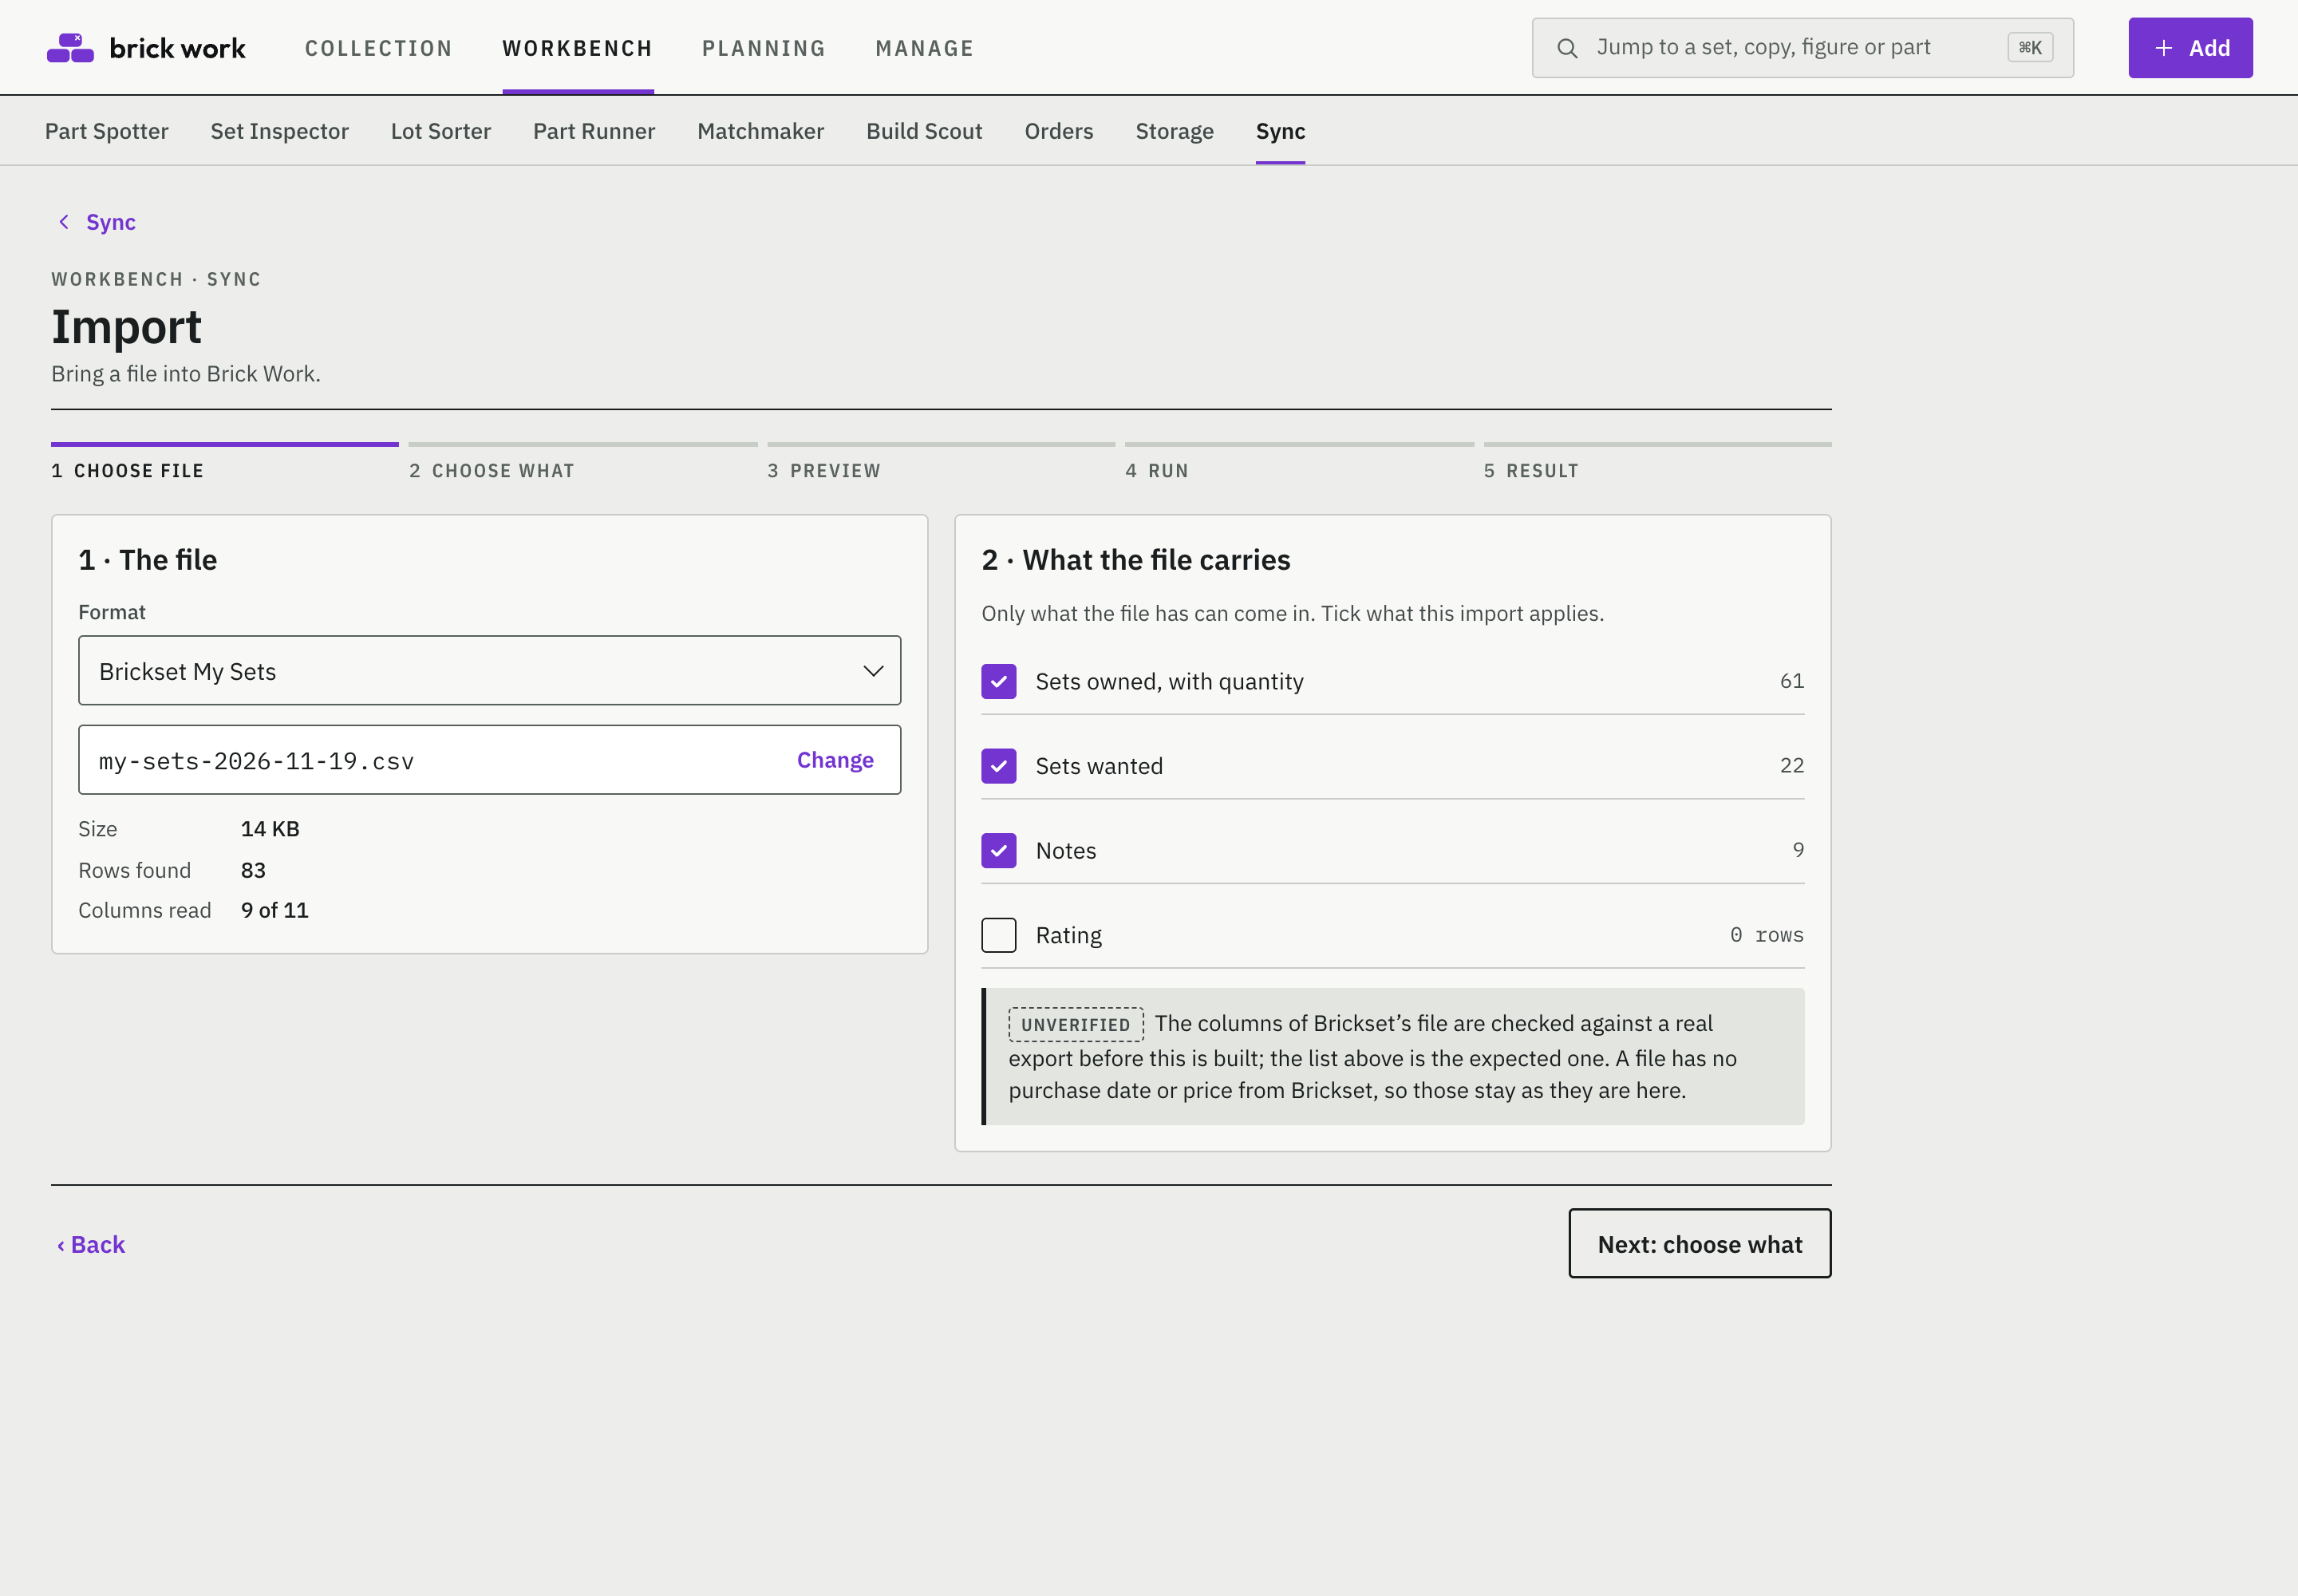 brick work
COLLECTION
WORKBENCH
PLANNING
MANAGE
Jump to a set, copy, figure or part
⌘K
+ Add
Part Spotter
Set Inspector
Lot Sorter
Part Runner
Matchmaker
Build Scout
Orders
Storage
Sync
‹ Sync
WORKBENCH · SYNC
Import
Bring a file into Brick Work.
1 CHOOSE FILE
2 CHOOSE WHAT
3 PREVIEW
4 RUN
5 RESULT
1 · The file
Format
Brickset My Sets
my-sets-2026-11-19.csv
Change
Size 14 KB
Rows found 83
Columns read 9 of 11
2 · What the file carries
Only what the file has can come in. Tick what this import applies.
Sets owned, with quantity 61
Sets wanted 22
Notes 9
Rating 0 rows
UNVERIFIED The columns of Brickset’s file are checked against a real
export before this is built; the list above is the expected one. A file has no
purchase date or price from Brickset, so those stay as they are here.
‹ Back
Next: choose what